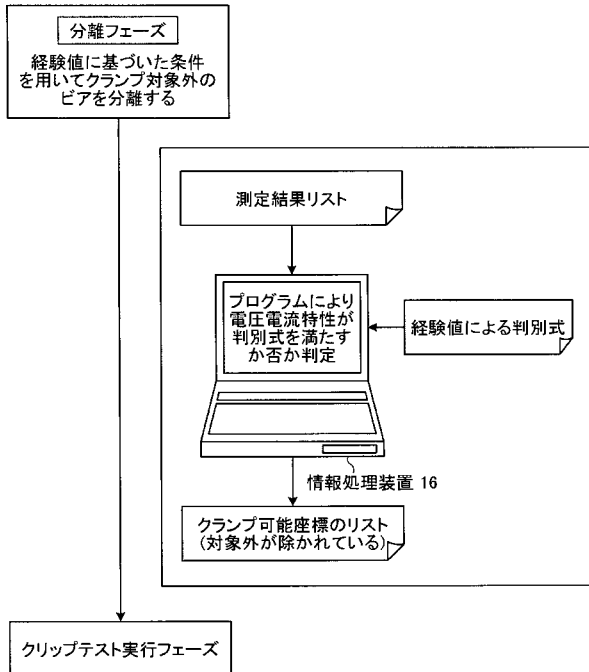 分離フェーズ
経験値に基づいた条件
を用いてクランプ対象外の
ビアを分離する
測定結果リスト
プログラムにより
電圧電流特性が
判別式を満たす
か否か判定
経験値による判別式
情報処理装置 16
クランプ可能座標のリスト
(対象外が除かれている)
クリップテスト実行フェーズ